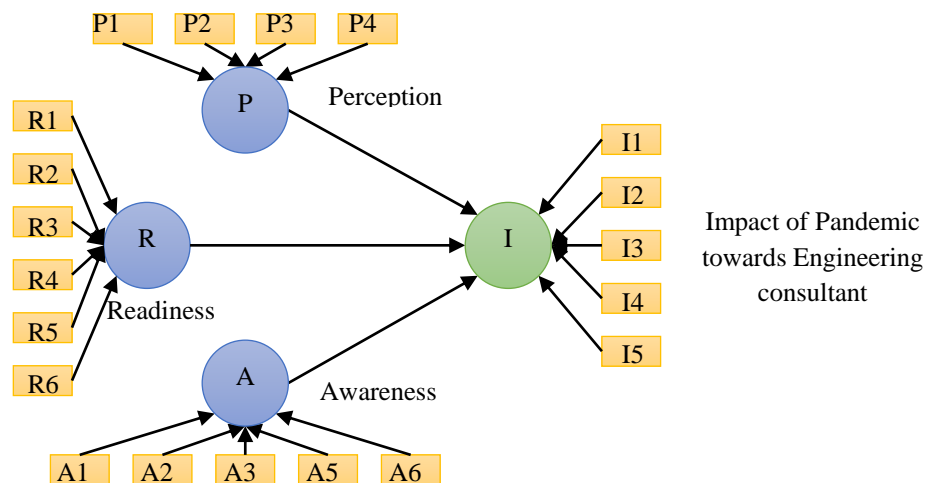 P1
P2
P3
P4
P
Perception
R1
R2
R3
R4
R5
R6
R
Readiness
I
I1
I2
I3
I4
I5
Impact of Pandemic
towards Engineering
consultant
A
Awareness
A1
A2
A3
A5
A6